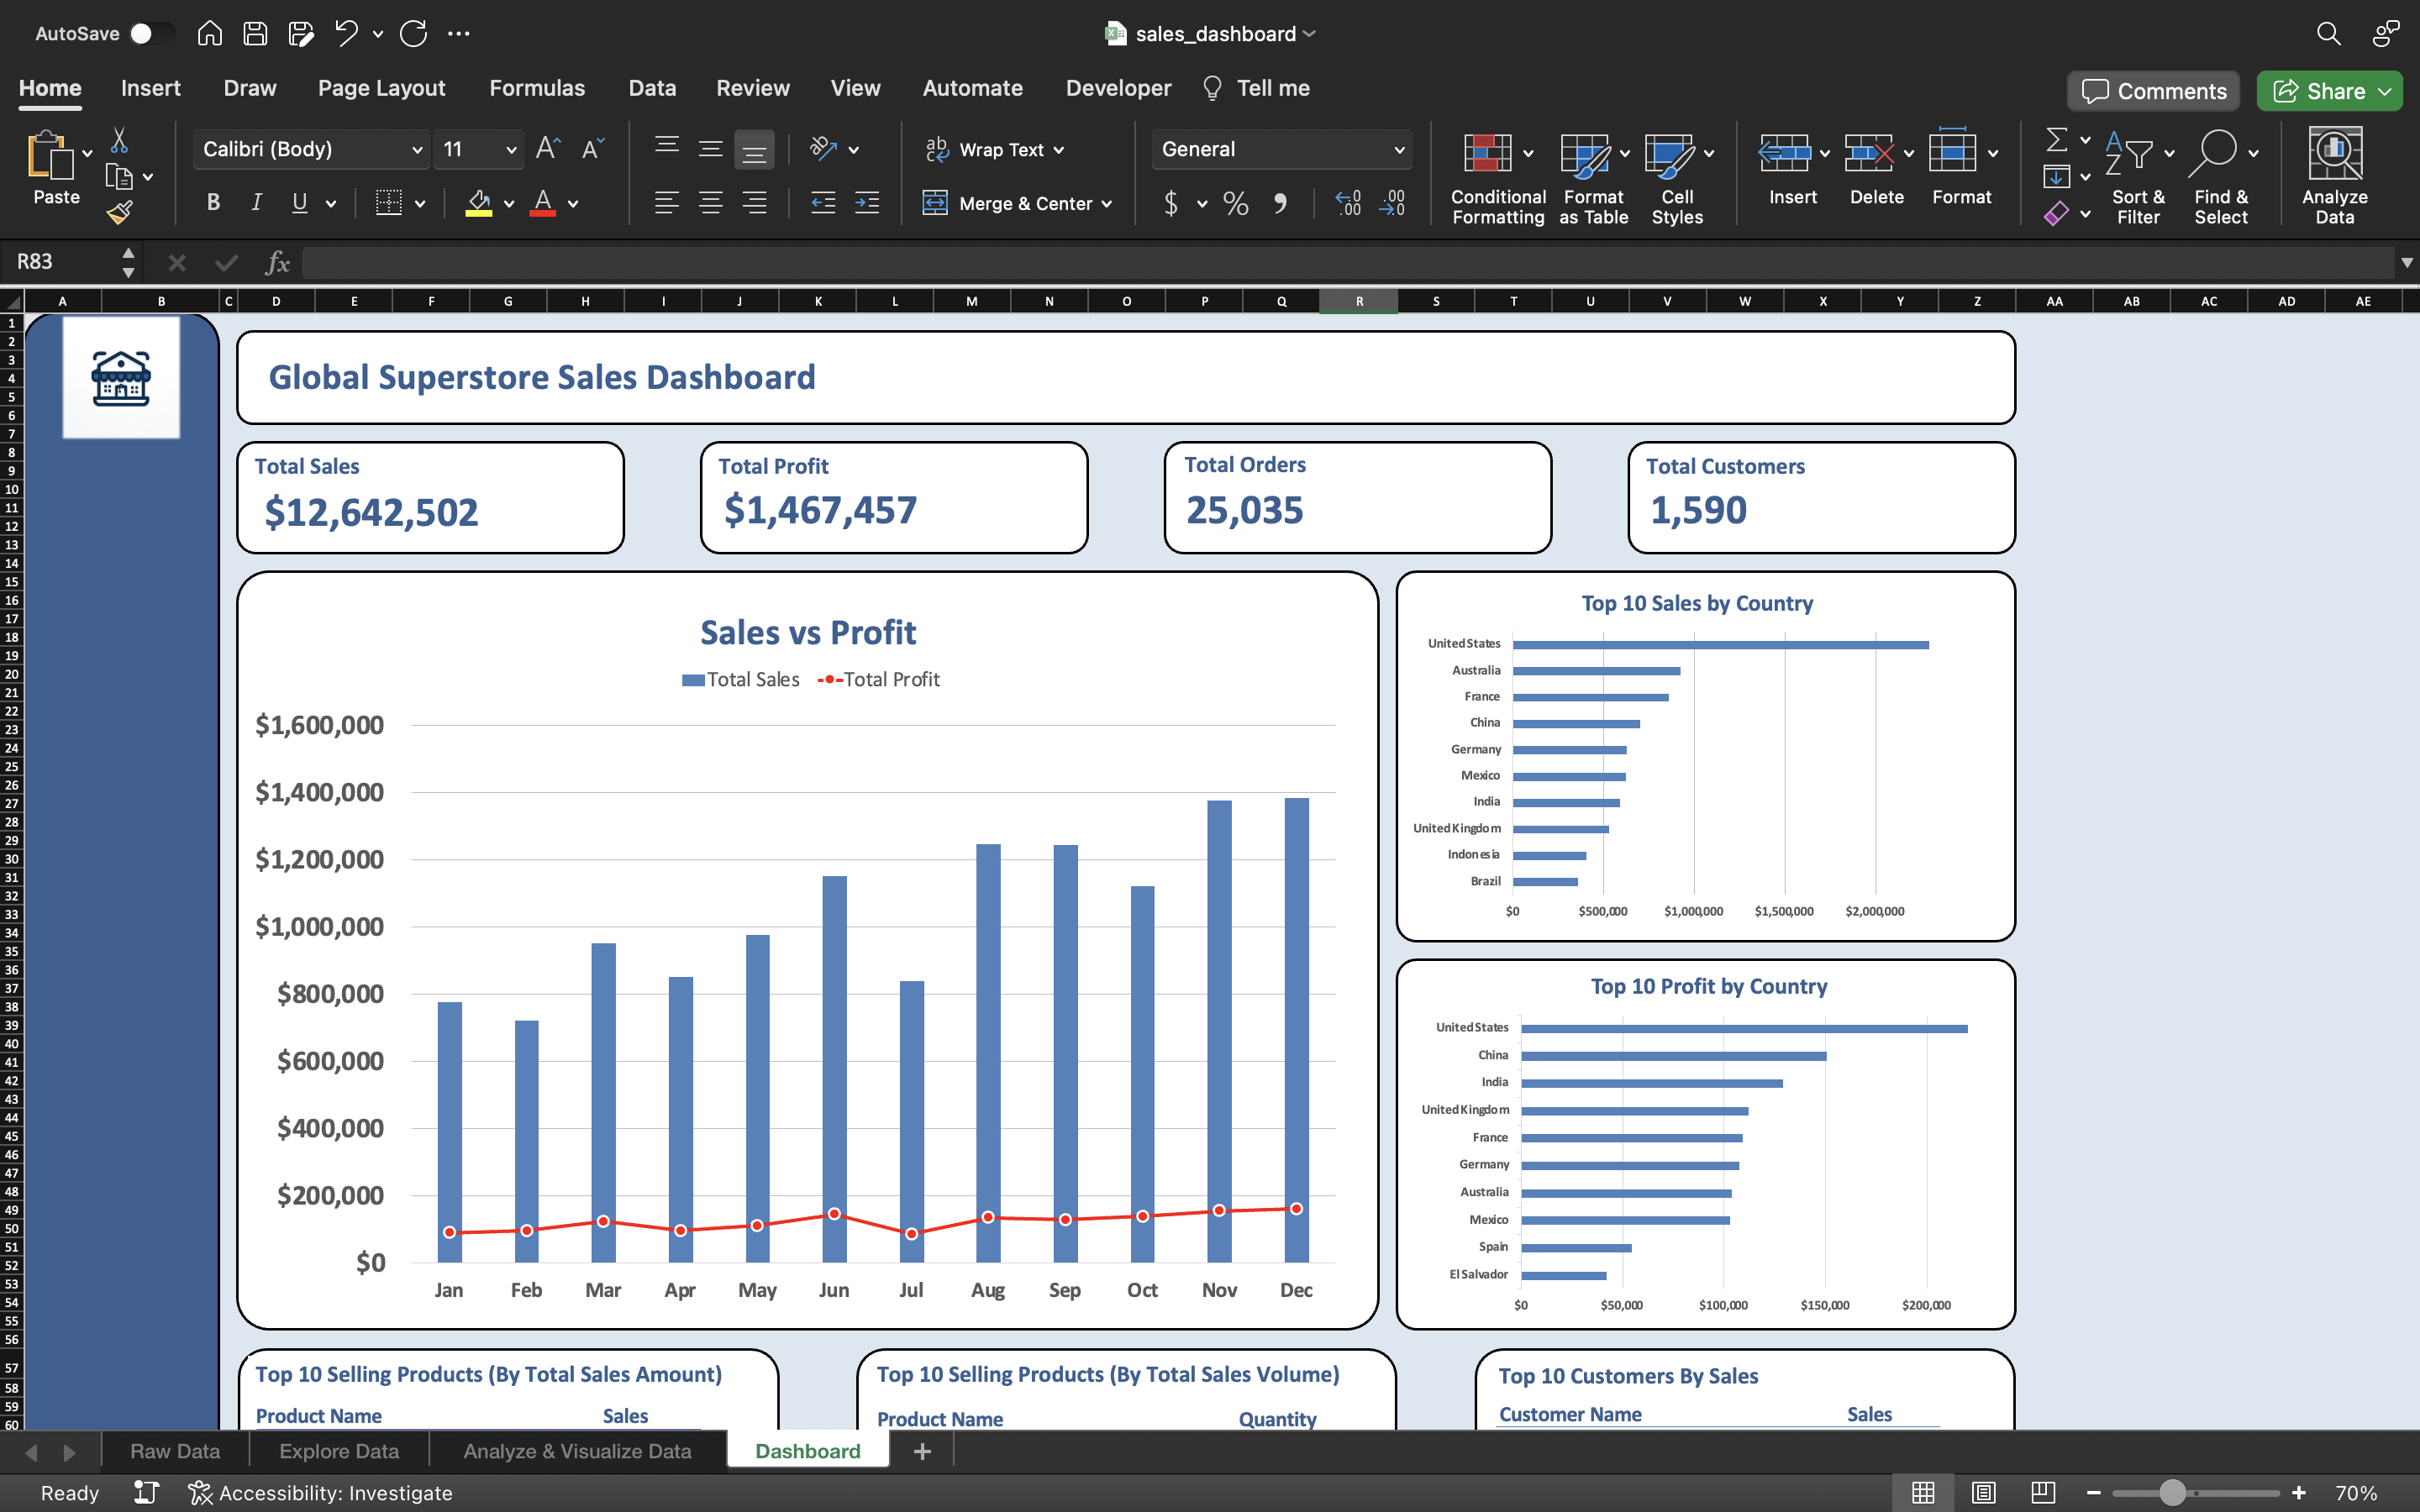 AutoSave
sales_dashboard
Home Insert Draw Page Layout Formulas Data Review View Automate Developer Tell me
Comments Share
Paste
Calibri (Body) 11
Wrap Text
General
B I U
Merge & Center
$ % 9
Conditional Formatting
Format as Table
Cell Styles
Insert
Delete
Format
Sort & Filter
Find & Select
Analyze Data
R83
fx
A B C D E F G H I J K L M N O P Q R S T U V W X Y Z AA AB AC AD AE
1
2
3
4
5
6
7
8
9
10
11
12
13
14
15
16
17
18
19
20
21
22
23
24
25
26
27
28
29
30
31
32
33
34
35
36
37
38
39
40
41
42
43
44
45
46
47
48
49
50
51
52
53
54
55
56
57
58
59
60
Global Superstore Sales Dashboard
Total Sales
$12,642,502
Total Profit
$1,467,457
Total Orders
25,035
Total Customers
1,590
Sales vs Profit
Total Sales Total Profit
$1,600,000
$1,400,000
$1,200,000
$1,000,000
$800,000
$600,000
$400,000
$200,000
$0
Jan Feb Mar Apr May Jun Jul Aug Sep Oct Nov Dec
Top 10 Sales by Country
United States
Australia
France
China
Germany
Mexico
India
United Kingdom
Indonesia
Brazil
$0 $500,000 $1,000,000 $1,500,000 $2,000,000
Top 10 Profit by Country
United States
China
India
United Kingdom
France
Germany
Australia
Mexico
Spain
El Salvador
$0 $50,000 $100,000 $150,000 $200,000
Top 10 Selling Products (By Total Sales Amount)
Product Name Sales
Top 10 Selling Products (By Total Sales Volume)
Product Name Quantity
Top 10 Customers By Sales
Customer Name Sales
Raw Data Explore Data Analyze & Visualize Data Dashboard +
Ready Accessibility: Investigate
70%